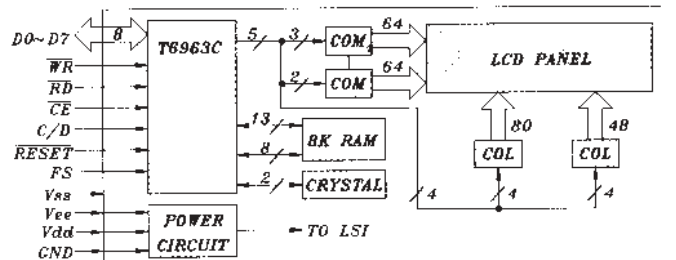 D0~D7
8
T6963C
5
3
COM
64
LCD PANEL
WR
RD
2
COM
64
CE
C/D
13
8K RAM
80
48
RESET
8
COL
COL
FS
2
CRYSTAL
4
4
4
Vss
Vee
POWER
CIRCUIT
Vdd
TO LSI
GND